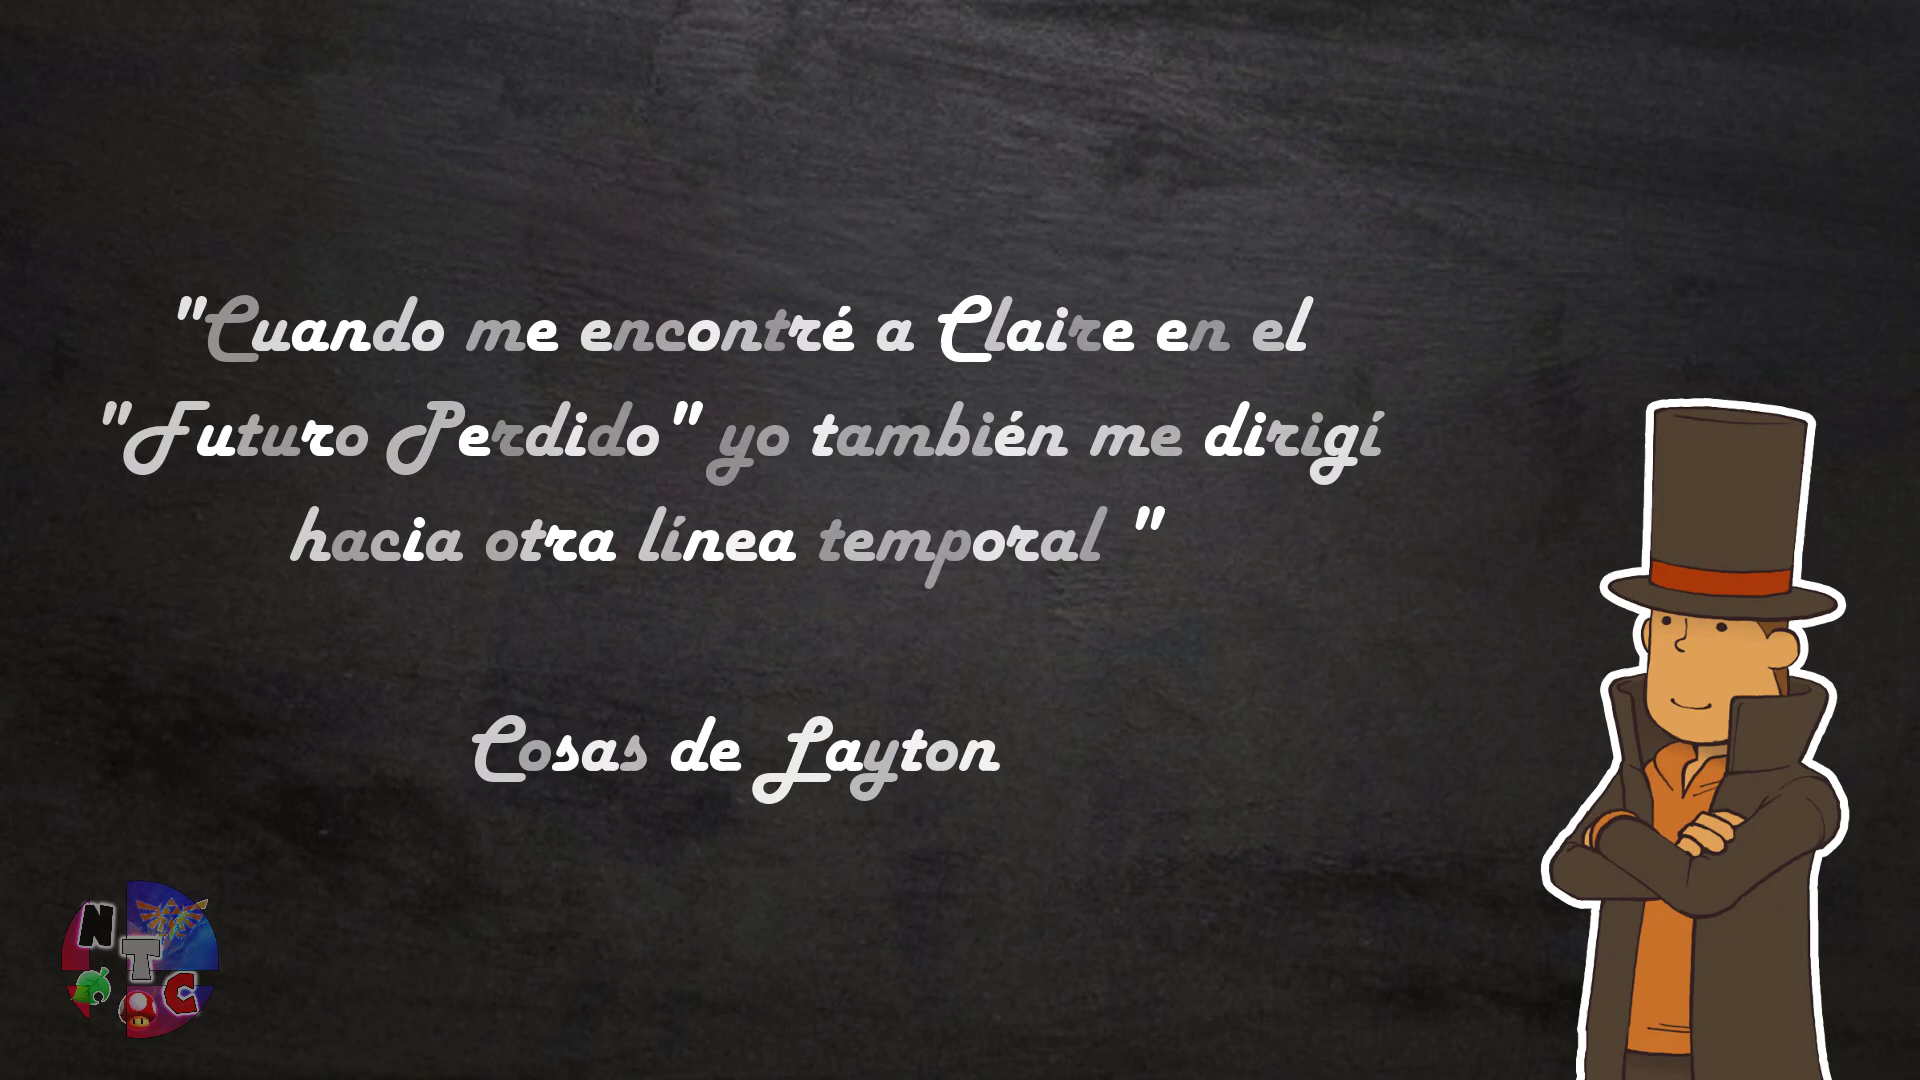 "Cuando me encontré a Claire en el
"Futuro Perdido" yo también me dirigí
hacia otra línea temporal "
Cosas de Layton
N
T
C